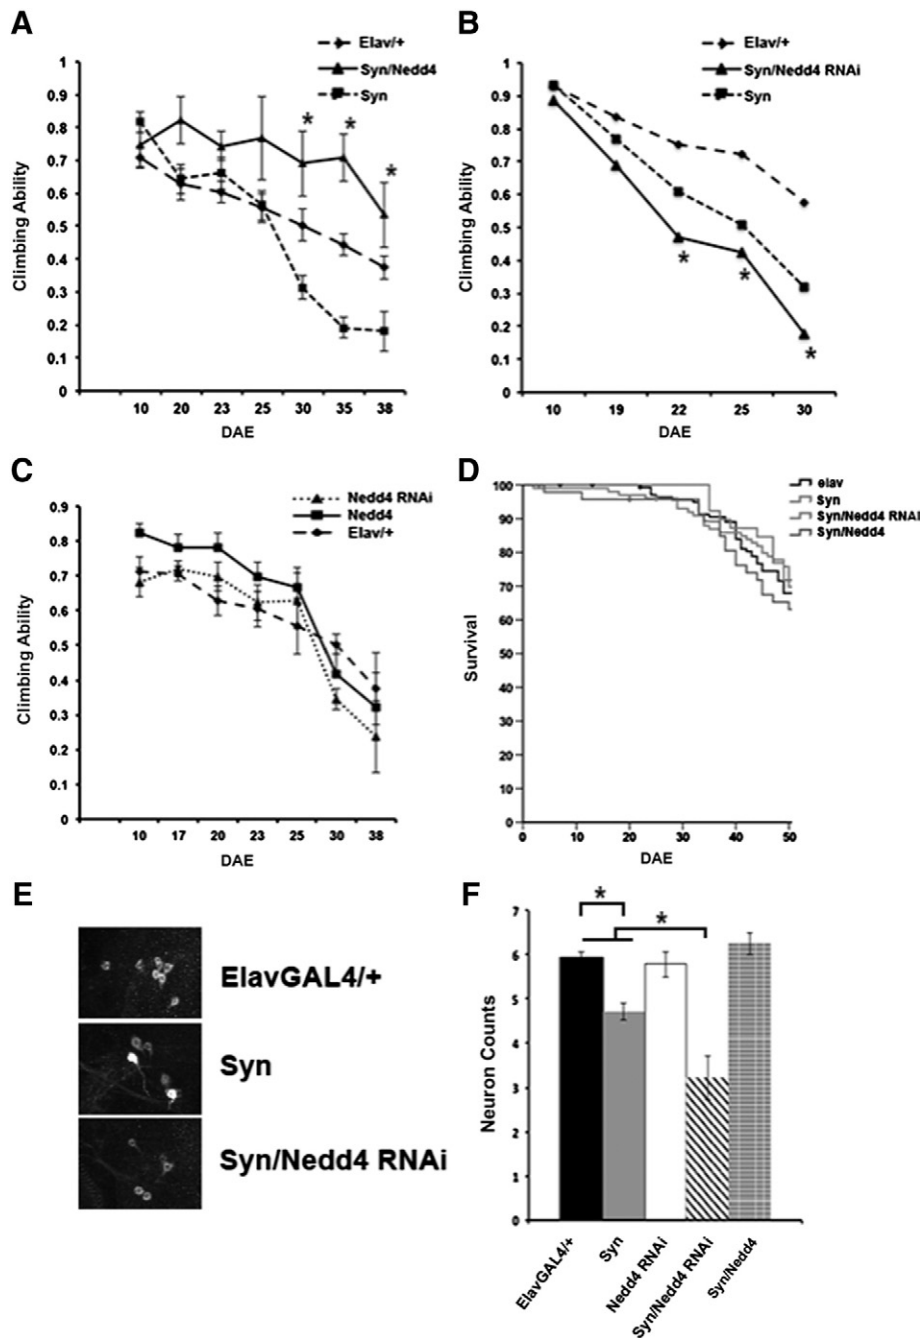 A
Elav/+
Syn/Nedd4
Syn
1
0.9
0.8
0.7
0.6
0.5
0.4
0.3
0.2
0.1
0
Climbing Ability
* * *
10 20 23 25 30 35 38
DAE
B
Elav/+
Syn/Nedd4 RNAi
Syn
1
0.9
0.8
0.7
0.6
0.5
0.4
0.3
0.2
0.1
0
Climbing Ability
* * *
10 19 22 25 30
DAE
C
Nedd4 RNAi
Nedd4
Elav/+
0.9
0.8
0.7
0.6
0.5
0.4
0.3
0.2
0.1
0
Climbing Ability
10 17 20 23 25 30 38
DAE
D
elav
Syn
Syn/Nedd4 RNAi
Syn/Nedd4
100
90
80
70
60
50
40
30
20
10
0
Survival
0 10 20 30 40 50
DAE
E
ElavGAL4/+
Syn
Syn/Nedd4 RNAi
F
7
6
5
4
3
2
1
0
Neuron Counts
*
*
ElavGAL4/+
Syn
Nedd4 RNAi
Syn/Nedd4 RNAi
Syn/Nedd4